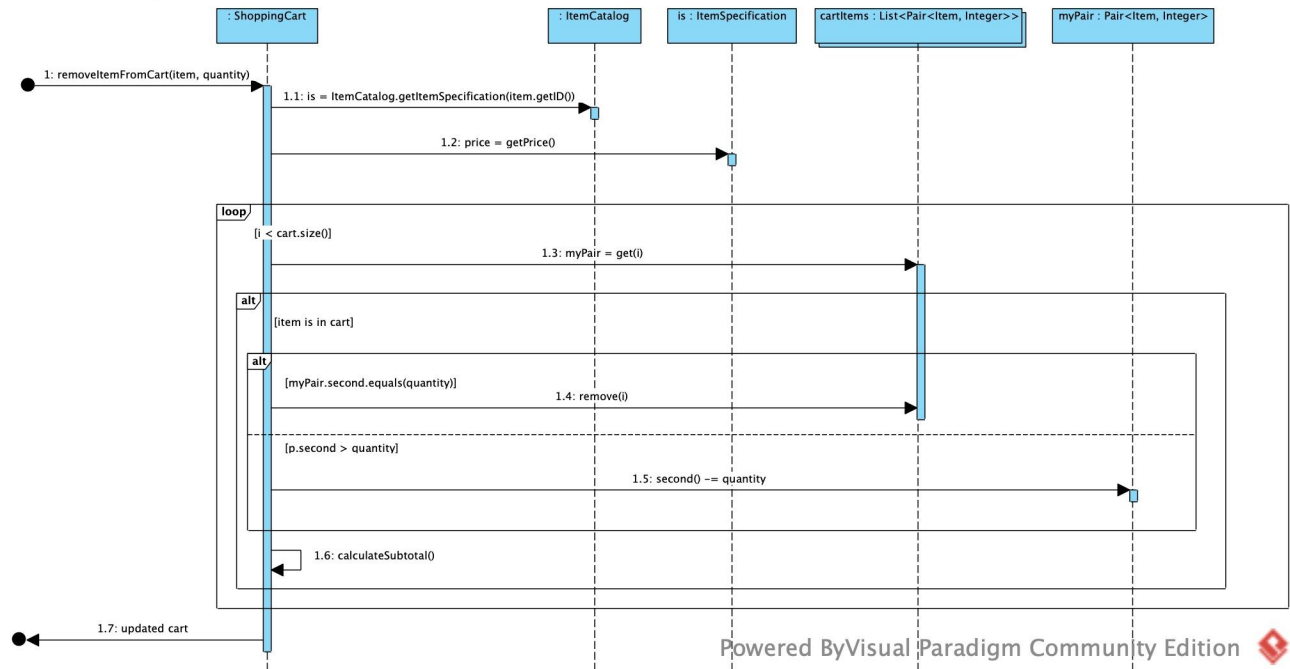 : ShoppingCart
: ItemCatalog
is : ItemSpecification
cartItems : List<Pair<Item, Integer>>
myPair : Pair<Item, Integer>
1: removeItemFromCart(item, quantity)
1.1: is = ItemCatalog.getItemSpecification(item.getID())
1.2: price = getPrice()
loop
[i < cart.size()]
1.3: myPair = get(i)
alt
[item is in cart]
alt
[myPair.second.equals(quantity)]
1.4: remove(i)
[p.second > quantity]
1.5: second() -= quantity
1.6: calculateSubtotal()
1.7: updated cart
Powered ByVisual Paradigm Community Edition